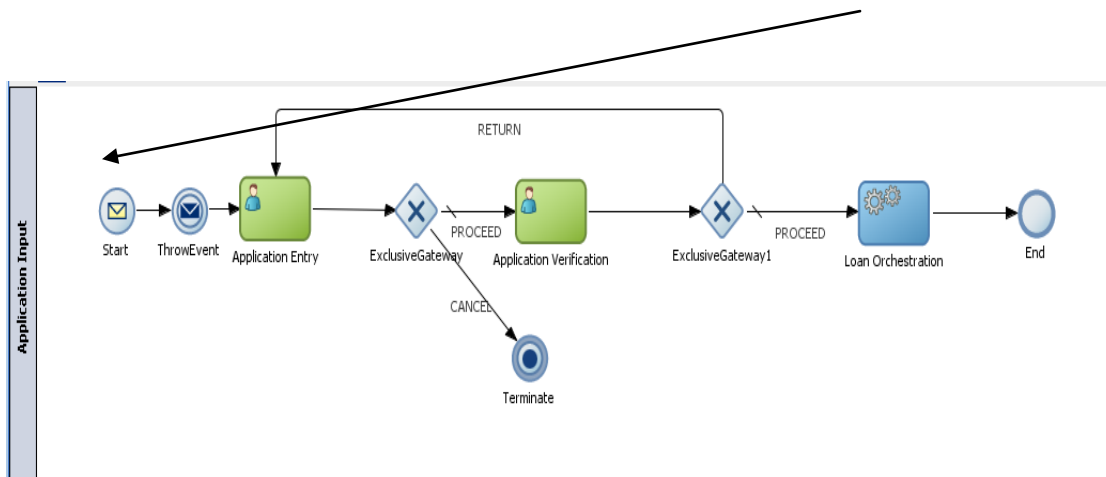 Application Input
RETURN
Start
ThrowEvent
Application Entry
ExclusiveGateway
PROCEED
Application Verification
ExclusiveGateway1
PROCEED
Loan Orchestration
End
CANCEL
Terminate